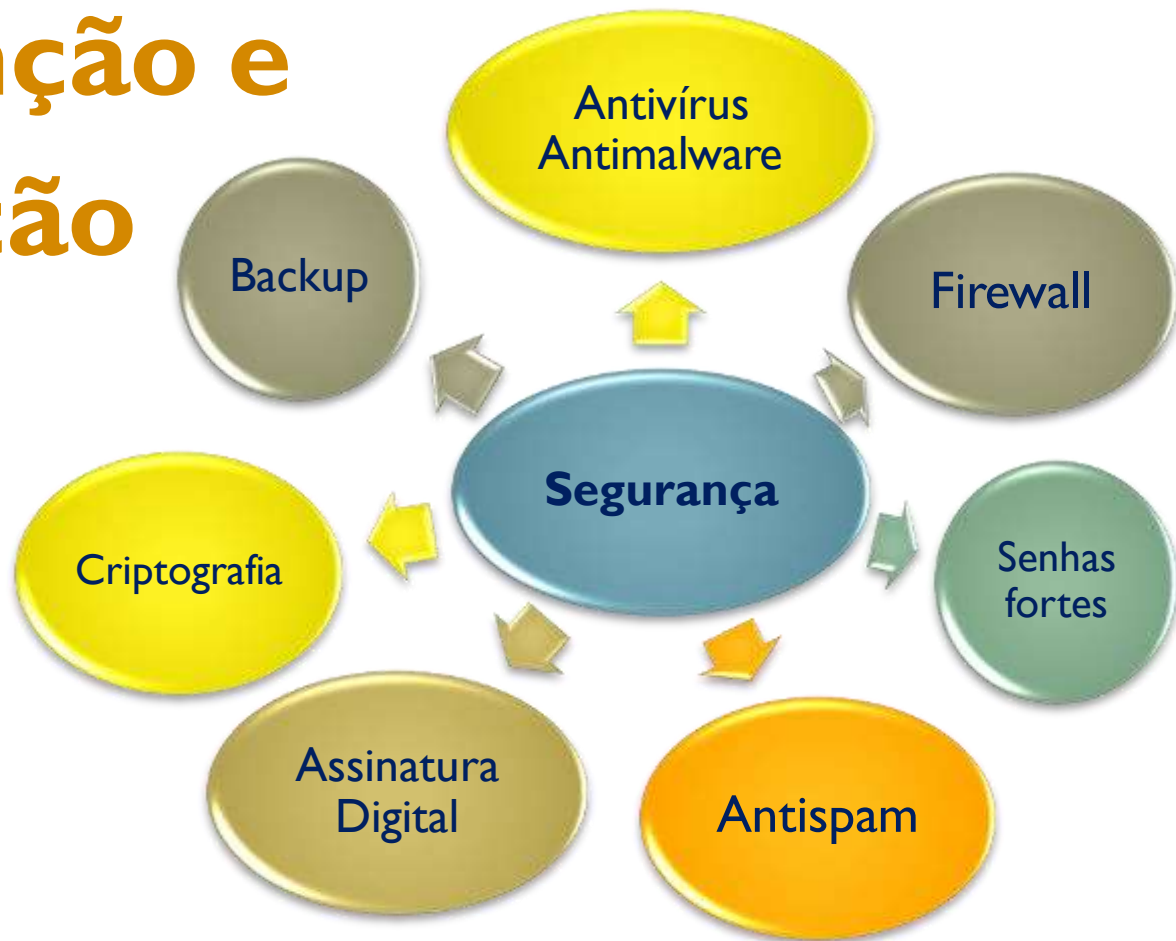 nção e
ção
Antivírus
Antimalware
Backup
Firewall
Segurança
Criptografia
Senhas
fortes
Assinatura
Digital
Antispam